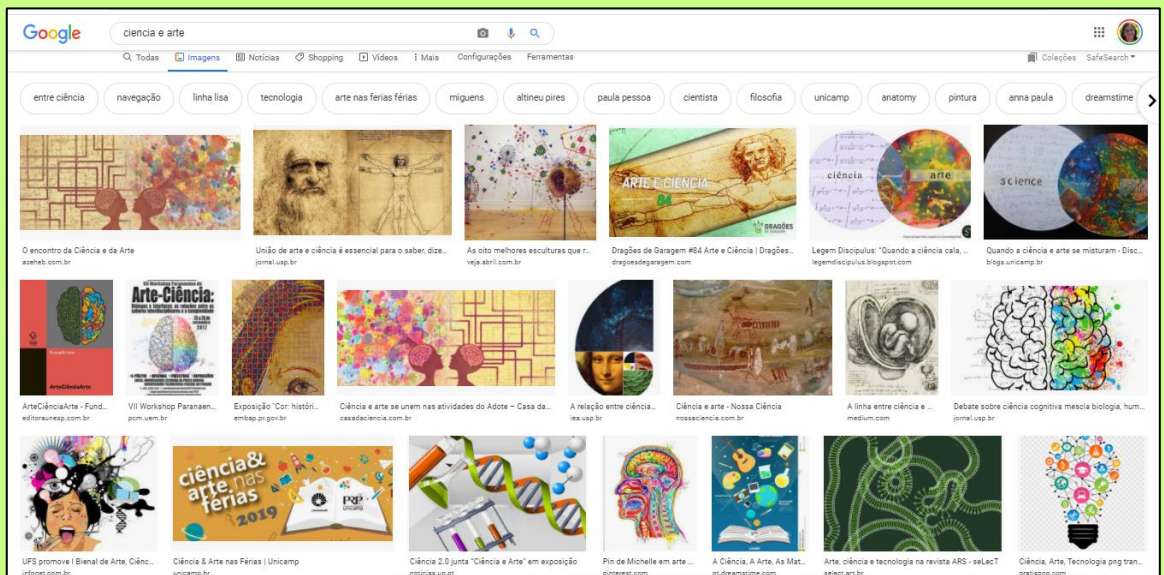 Google
ciencia e arte
Todas Imagens Notícias Shopping Vídeos Mais Configurações Ferramentas Coleções SafeSearch
entre ciência navegação linha lisa tecnologia arte nas ferias férias miguens altineu pires paula pessoa cientista filosofia unicamp anatomy pintura anna paula dreamstime
ARTE E CIÊNCIA
84
DRAGÕES
ciência arte
science
O encontro da Ciência e da Arte
azeheb.com.br
União de arte e ciência é essencial para o saber, dize...
jornal.usp.br
As oito melhores esculturas que r...
veja.abril.com.br
Dragões de Garagem #84 Arte e Ciência | Dragões...
dragoesdegaragem.com
Legem Discipulus: "Quando a ciência cala, ...
legemdiscipulus.blogspot.com
Quando a ciência e arte se misturam - Disc...
blogs.unicamp.br
ArteCiênciaArte
VII Workshop Paranaense de
Arte-Ciência:
2017
ArteCiênciaArte - Fund...
editoraunesp.com.br
VII Workshop Paranaen...
pcm.uem.br
Exposição "Cor: históri...
embap.pr.gov.br
Ciência e arte se unem nas atividades do Adote – Casa da...
casadaciencia.com.br
A relação entre ciência...
iea.usp.br
Ciência e arte - Nossa Ciência
nossaciencia.com.br
A linha entre ciência e ...
medium.com
Debate sobre ciência cognitiva mescla biologia, hum...
jornal.usp.br
ciência&
arte nas
férias
2019
PRP
UFS promove I Bienal de Arte, Ciênc...
infonet.com.br
Ciência & Arte nas Férias | Unicamp
unicamp.br
Ciência 2.0 junta "Ciência e Arte" em exposição
noticias.up.pt
Pin de Michelle em arte ...
pinterest.com
A Ciência, A Arte, As Mat...
pt.dreamstime.com
Arte, ciência e tecnologia na revista ARS - seLecT
select.art.br
Ciência, Arte, Tecnologia png tran...
pratisong.com